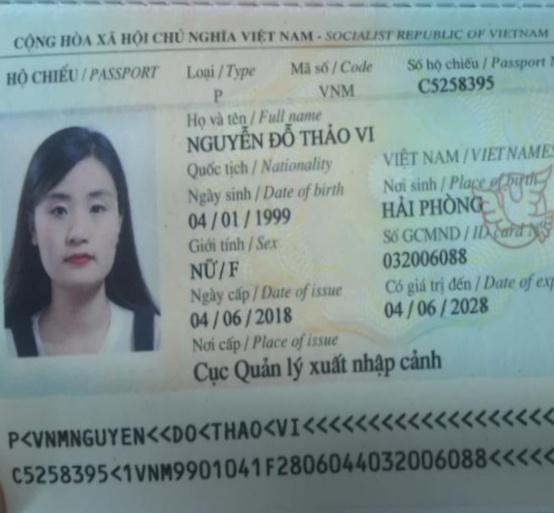 CỘNG HÒA XÃ HỘI CHỦ NGHĨA VIỆT NAM - SOCIALIST REPUBLIC OF VIETNAM
HỘ CHIẾU / PASSPORT
Loại / Type
Mã số / Code
Số hộ chiếu / Passport
P
VNM
C5258395
Họ và tên / Full name
NGUYỄN ĐỖ THẢO VI
Quốc tịch / Nationality
VIỆT NAM / VIETNAMES
Ngày sinh / Date of birth
Nơi sinh / Place of birth
04 / 01 / 1999
HẢI PHÒNG
Giới tính / Sex
Số GCMND / ID card Nº
NỮ / F
032006088
Ngày cấp / Date of issue
Có giá trị đến / Date of exp
04 / 06 / 2018
04 / 06 / 2028
Nơi cấp / Place of issue
Cục Quản lý xuất nhập cảnh
P<VNMNGUYEN<<DO<THAO<VI<<<<<<<<<<<<<<<<<<<
C5258395<1VNM9901041F2806044032006088<<<<<